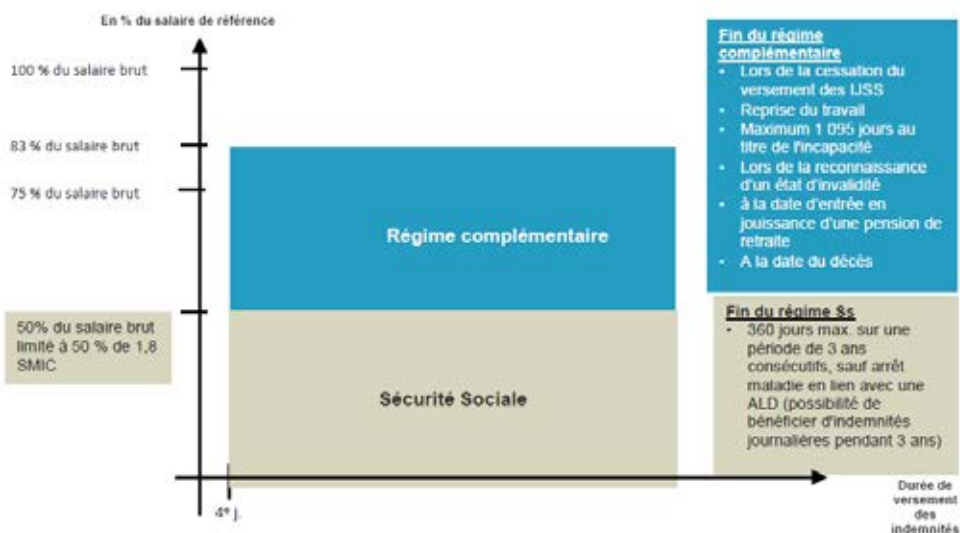 En % du salaire de référence
100 % du salaire brut
83 % du salaire brut
75 % du salaire brut
50% du salaire brut
limité à 50 % de 1,8
SMIC
Régime complémentaire
Sécurité Sociale
4e j.
Fin du régime
complémentaire
• Lors de la cessation du
versement des IJSS
• Reprise du travail
• Maximum 1 095 jours au
titre de l'incapacité
• Lors de la reconnaissance
d'un état d'invalidité
• à la date d'entrée en
jouissance d'une pension de
retraite
• A la date du décès
Fin du régime Ss
• 360 jours max. sur une
période de 3 ans
consécutifs, sauf arrêt
maladie en lien avec une
ALD (possibilité de
bénéficier d'indemnités
journalières pendant 3 ans)
Durée de
versement
des
indemnités